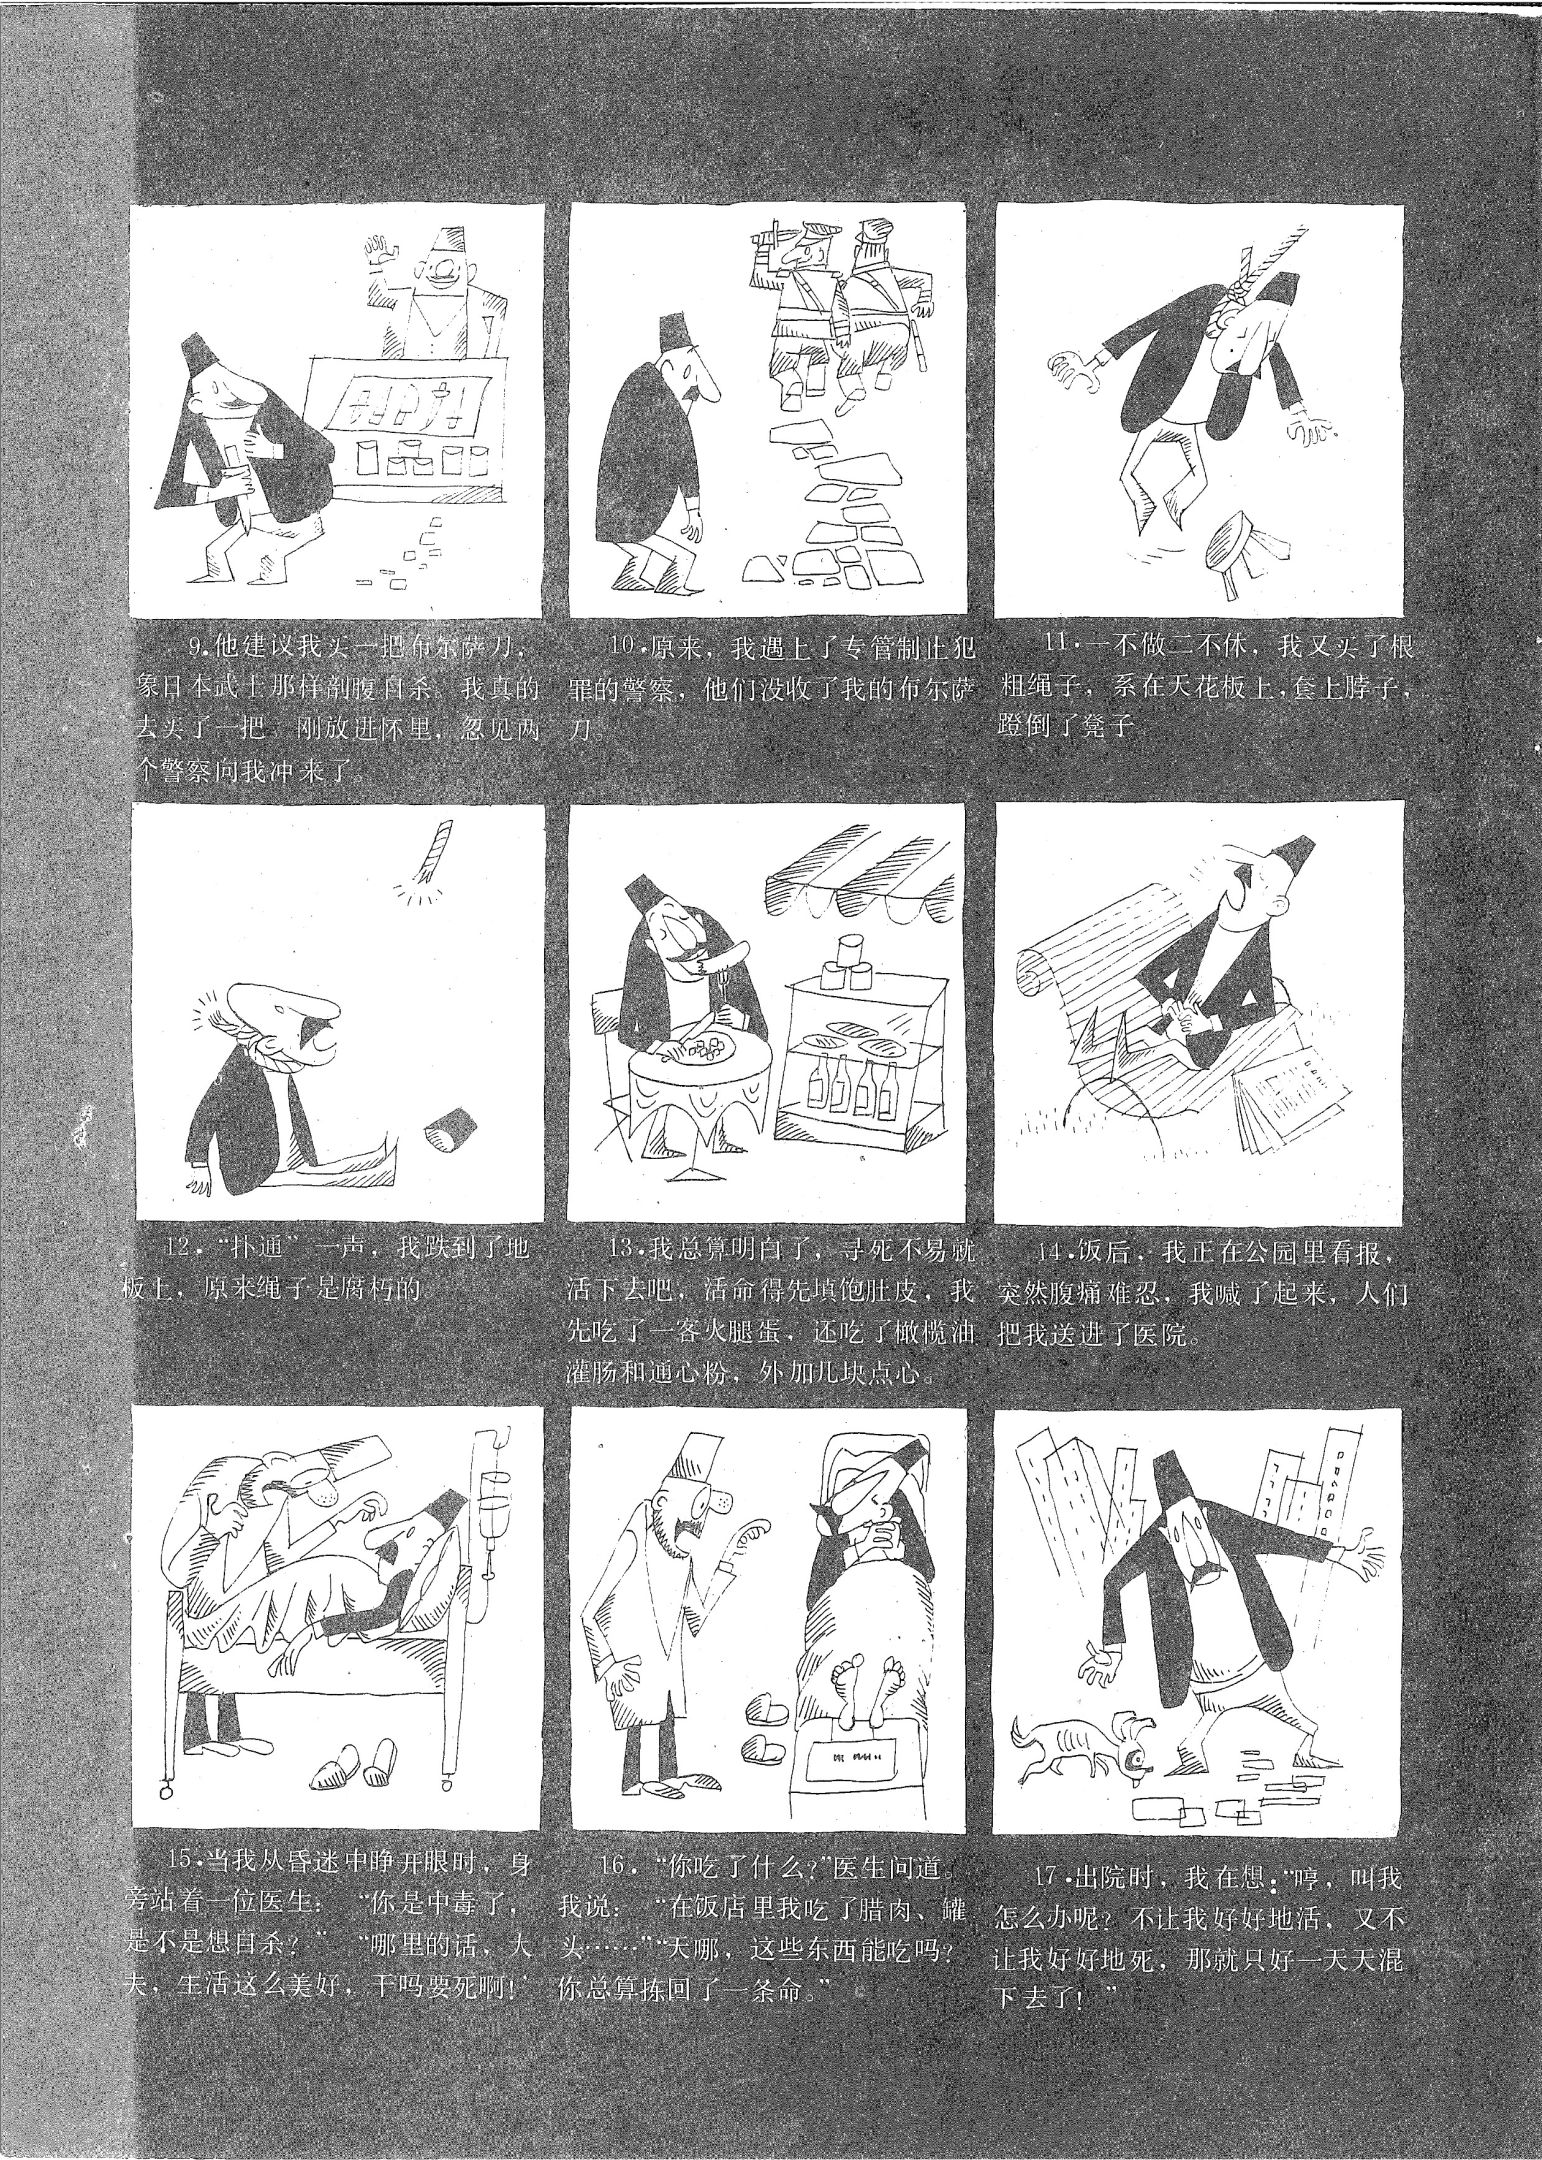 9.他建议我买一把布尔萨刀，
象日本武士那样剖腹自杀。我真的
去买了一把，刚放进怀里，忽见两
个警察向我冲来了。
10.原来，我遇上了专管制止犯
罪的警察，他们没收了我的布尔萨
刀。
11.一不做二不休，我又买了根
粗绳子，系在天花板上，套上脖子，
蹬倒了凳子
12.“扑通”一声，我跌到了地
板上，原来绳子是腐朽的
13.我总算明白了，寻死不易就
活下去吧，活命得先填饱肚皮，我
先吃了一客火腿蛋，还吃了橄榄油
灌肠和通心粉，外加几块点心。
14.饭后，我正在公园里看报，
突然腹痛难忍，我喊了起来，人们
把我送进了医院。
15.当我从昏迷中睁开眼时，身
旁站着一位医生：“你是中毒了，
是不是想自杀？”“哪里的话，大
夫，生活这么美好，干吗要死啊！’
16.“你吃了什么？”医生问道。
我说：“在饭店里我吃了腊肉、罐
头……”“天哪，这些东西能吃吗？
你总算拣回了一条命。”
17.出院时，我在想：“哼，叫我
怎么办呢？不让我好好地活，又不
让我好好地死，那就只好一天天混
下去了！”